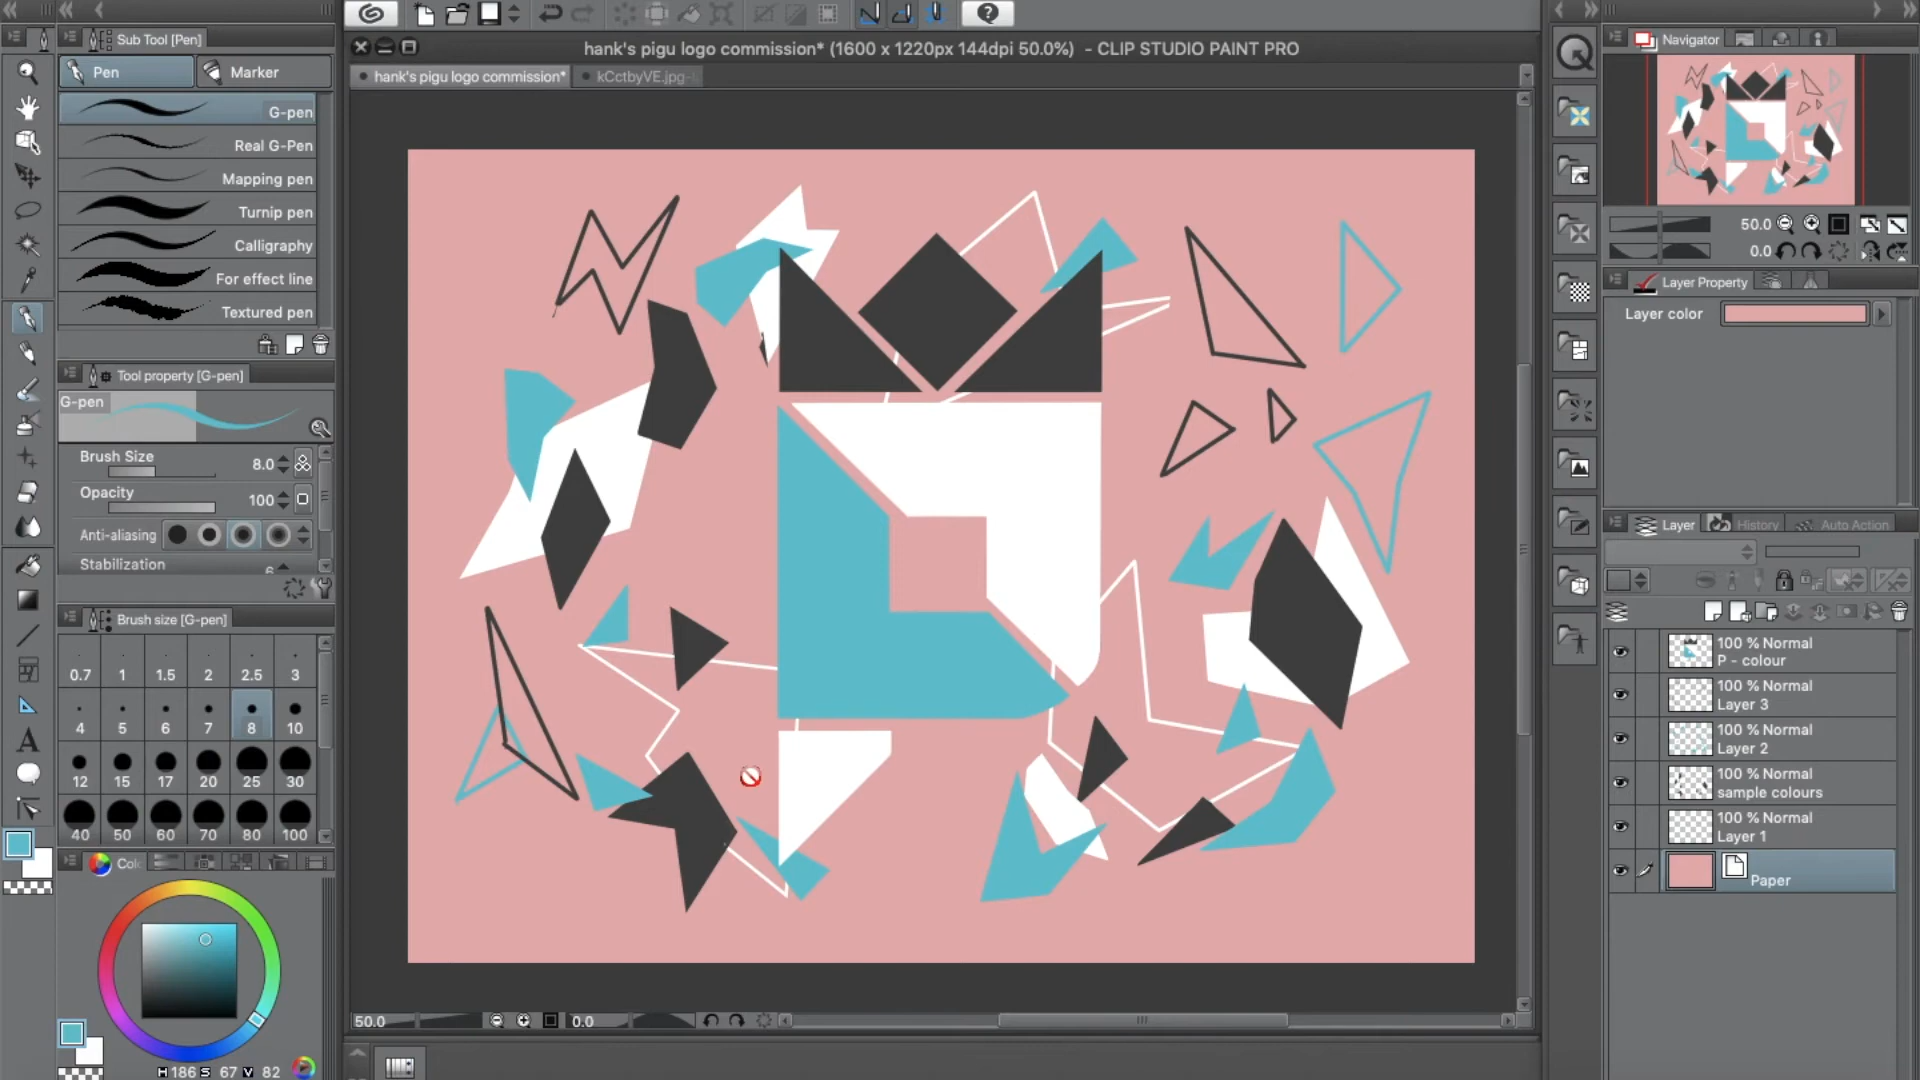 Sub Tool [Pen]
Pen
Marker
G-pen
Real G-Pen
Mapping pen
Turnip pen
Calligraphy
For effect line
Textured pen
Tool property [G-pen]
G-pen
Brush Size
8.0
Opacity
100
Anti-aliasing
Stabilization
Brush size [G-pen]
0.7 1 1.5 2 2.5 3
4 5 6 7 8 10
12 15 17 20 25 30
40 50 60 70 80 100
Col
H 186 S 67 V 82
hank's pigu logo commission* (1600 x 1220px 144dpi 50.0%) - CLIP STUDIO PAINT PRO
hank's pigu logo commission*
kCctbyVE.jpg
50.0
0.0
Navigator
50.0
0.0
Layer Property
Layer color
Layer
History
Auto Action
100 % Normal
P - colour
100 % Normal
Layer 3
100 % Normal
Layer 2
100 % Normal
sample colours
100 % Normal
Layer 1
Paper